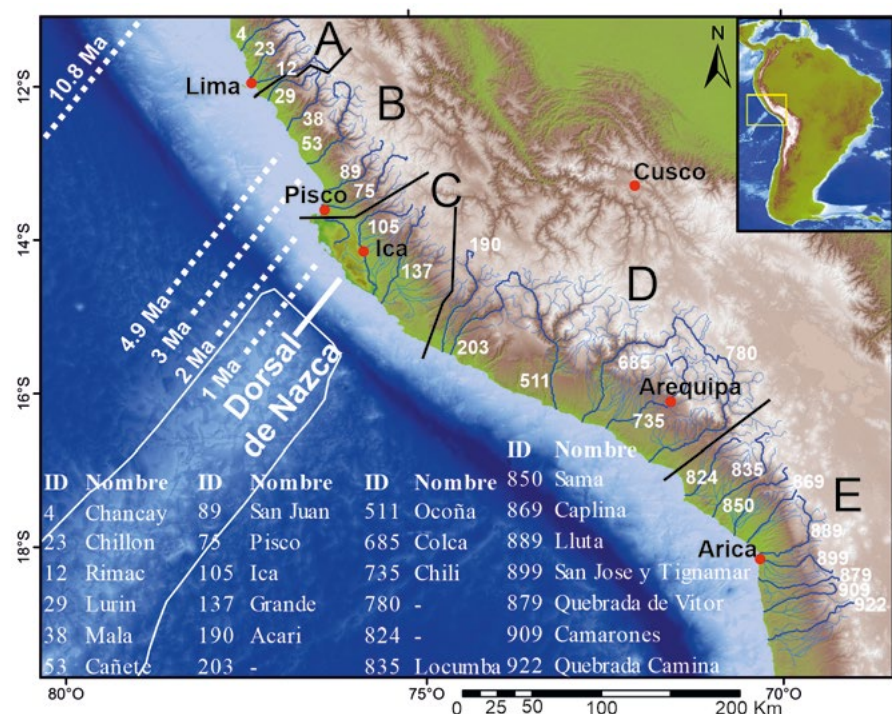 4
23
A
N
12
10.8 Ma
12°S
Lima
29
B
38
53
89
Cusco
75
Pisco
C
14°S
105
190
Ica
137
D
4.9 Ma
3 Ma
2 Ma
1 Ma
Dorsal
de Nazca
203
685
780
16°S
511
Arequipa
735
824
835
869
E
850
889
Arica
899
879
909
922
18°S
ID Nombre ID Nombre ID Nombre ID Nombre
4 Chancay 89 San Juan 511 Ocoña 850 Sama
23 Chillon 75 Pisco 685 Colca 869 Caplina
12 Rimac 105 Ica 735 Chili 889 Lluta
29 Lurin 137 Grande 780 - 899 San Jose y Tignamar
38 Mala 190 Acari 824 - 879 Quebrada de Vitor
53 Cañete 203 - 835 Locumba 909 Camarones
922 Quebrada Camina
80°O
75°O
70°O
0 25 50 100 200 Km